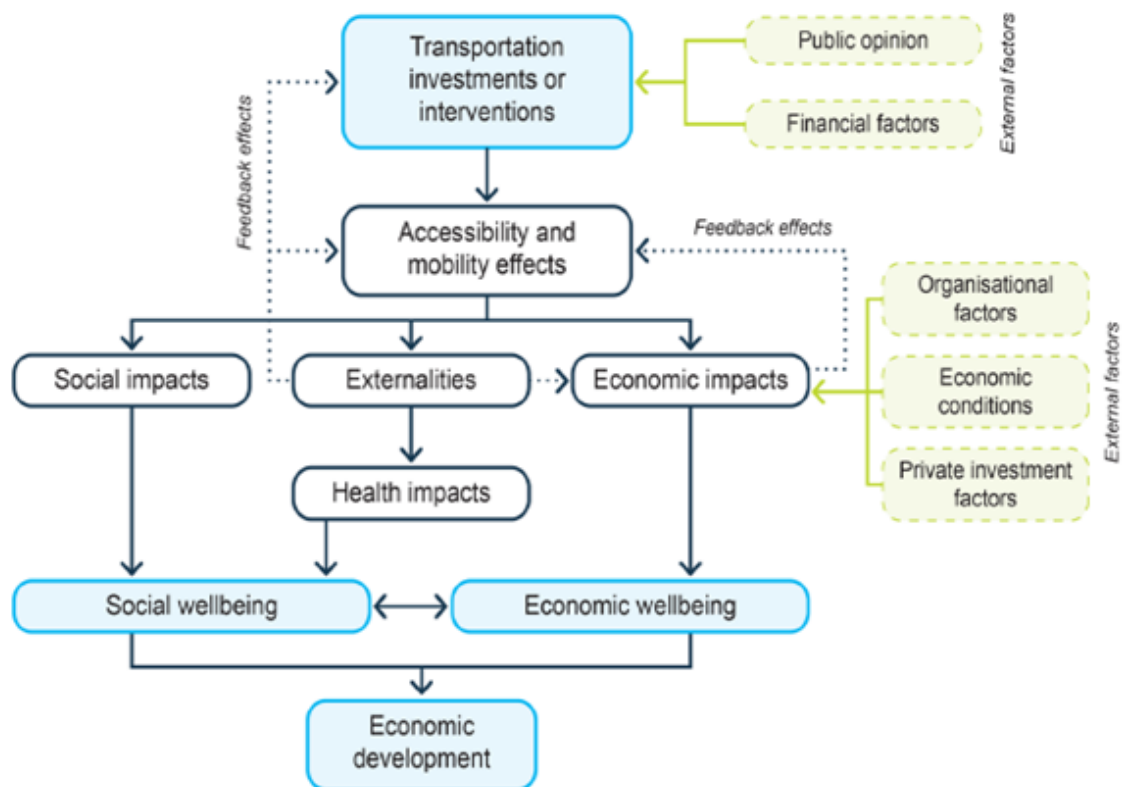 Transportation
investments or
interventions
Public opinion
Financial factors
External factors
Feedback effects
Accessibility and
mobility effects
Feedback effects
Organisational
factors
Economic
conditions
Private investment
factors
External factors
Social impacts
Externalities
Economic impacts
Health impacts
Social wellbeing
Economic wellbeing
Economic
development